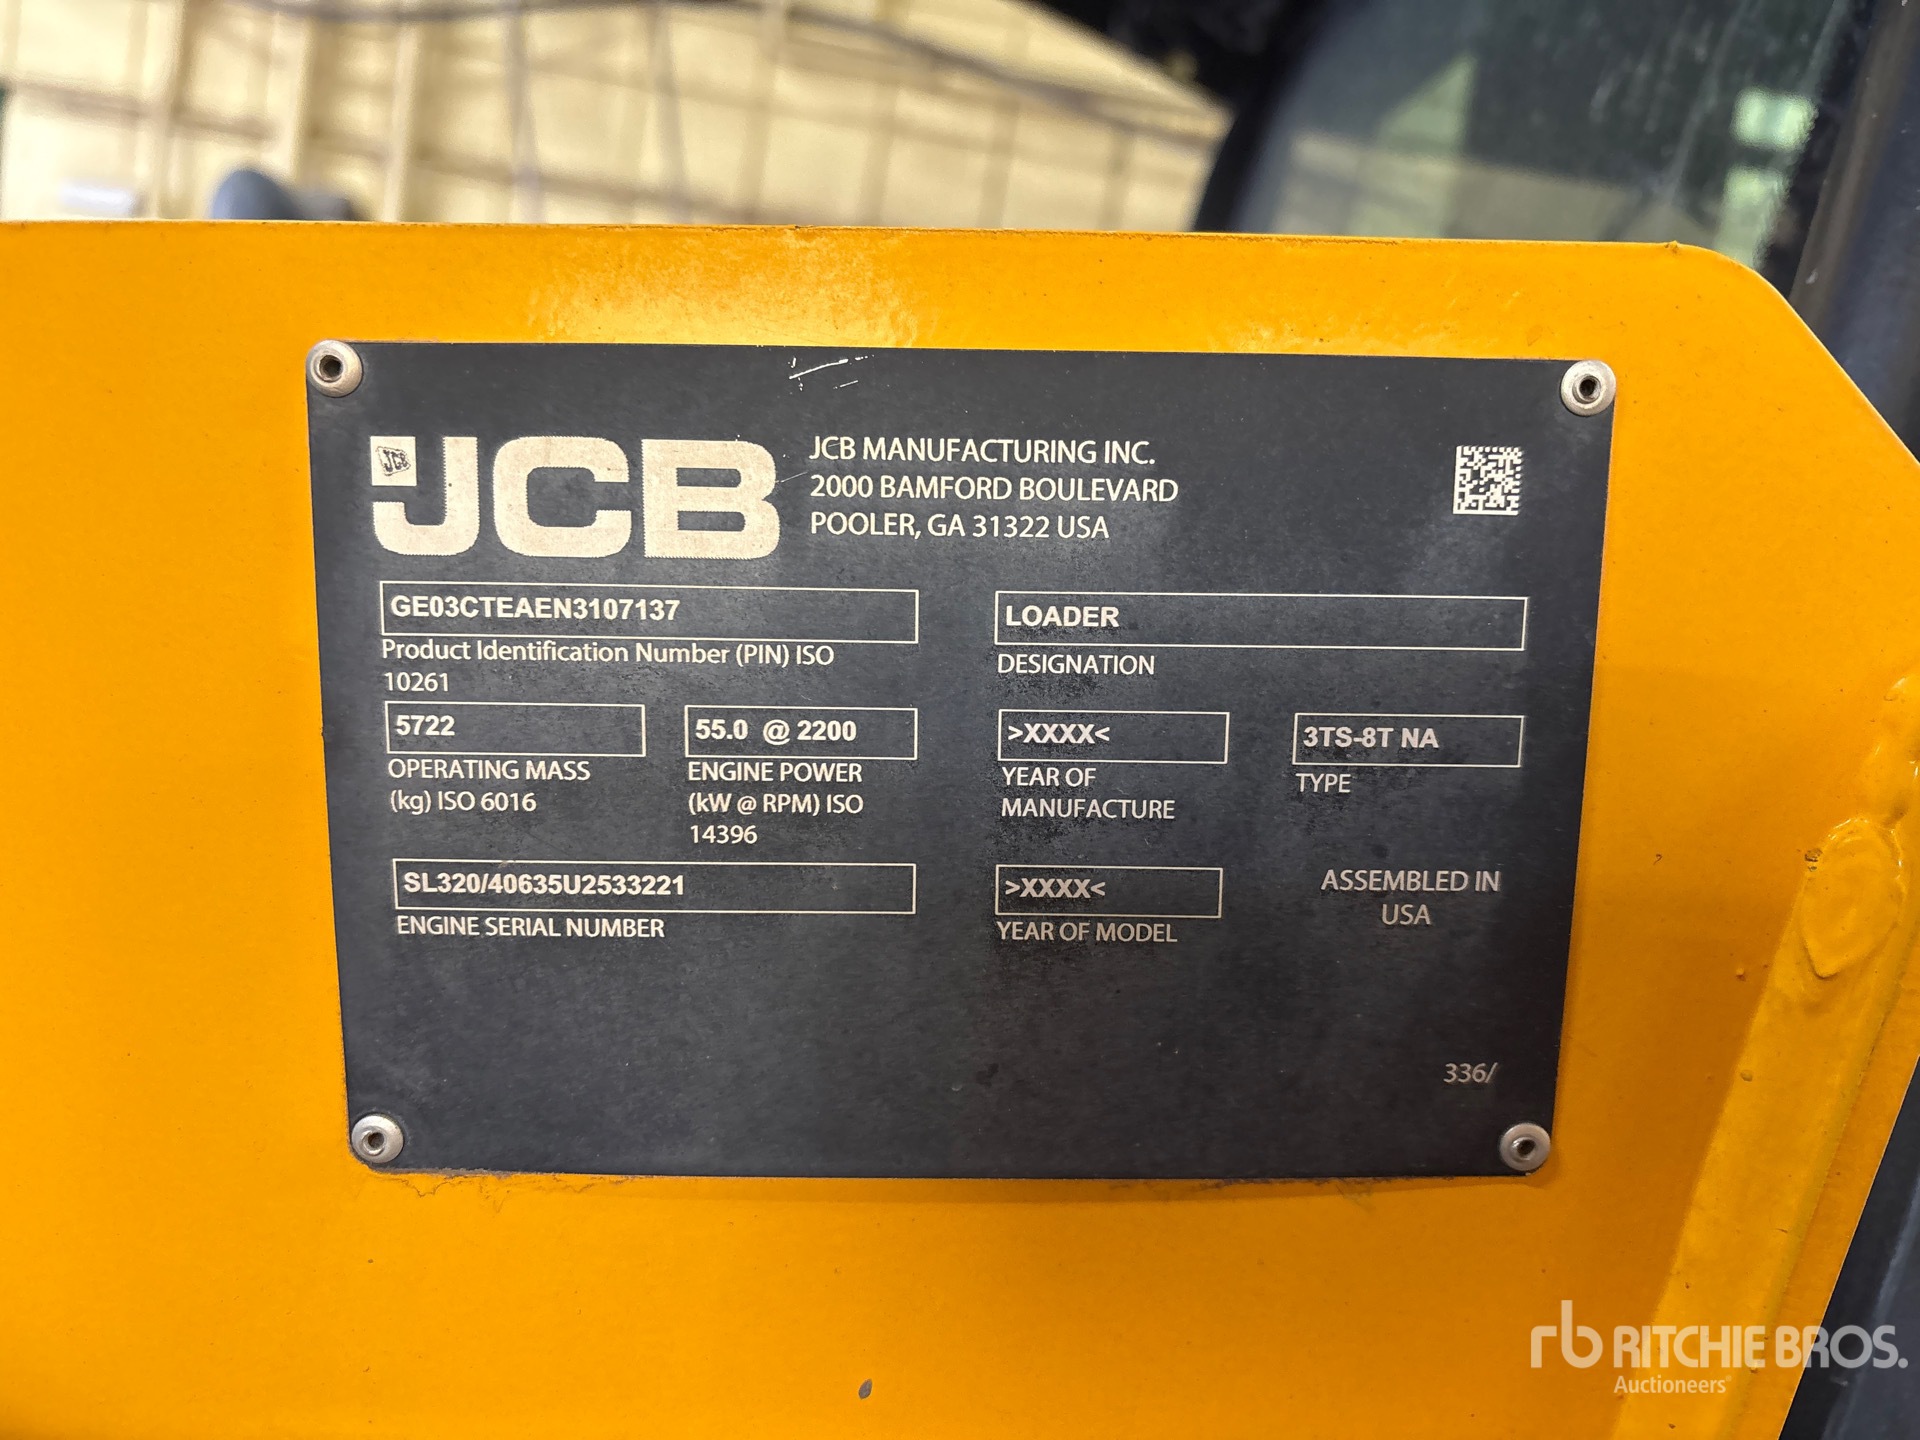 JCB
JCB
JCB MANUFACTURING INC.
2000 BAMFORD BOULEVARD
POOLER, GA 31322 USA
GE03CTEAEN3107137
Product Identification Number (PIN) ISO
10261
LOADER
DESIGNATION
5722
OPERATING MASS
(kg) ISO 6016
55.0 @ 2200
ENGINE POWER
(kW @ RPM) ISO
14396
>XXXX<
YEAR OF
MANUFACTURE
3TS-8T NA
TYPE
SL320/40635U2533221
ENGINE SERIAL NUMBER
>XXXX<
YEAR OF MODEL
ASSEMBLED IN
USA
336/
rb RITCHIE BROS.
Auctioneers